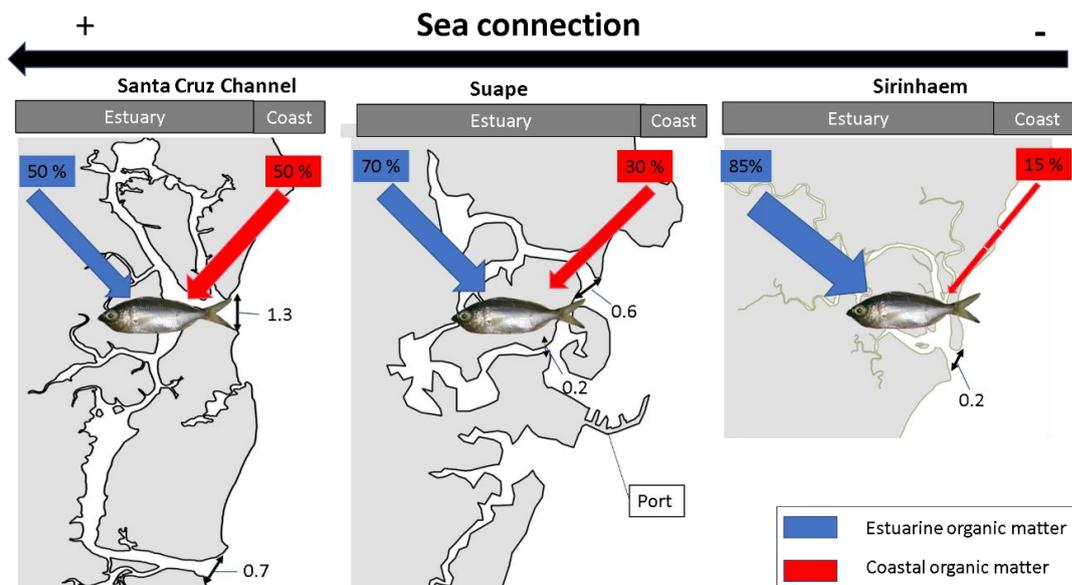 + Sea connection -
Santa Cruz Channel Suape Sirinhaem
Estuary Coast Estuary Coast Estuary Coast
50 % 50 % 70 % 30 % 85% 15 %
1.3
0.6
0.2
0.2
Port
0.7
Estuarine organic matter
Coastal organic matter